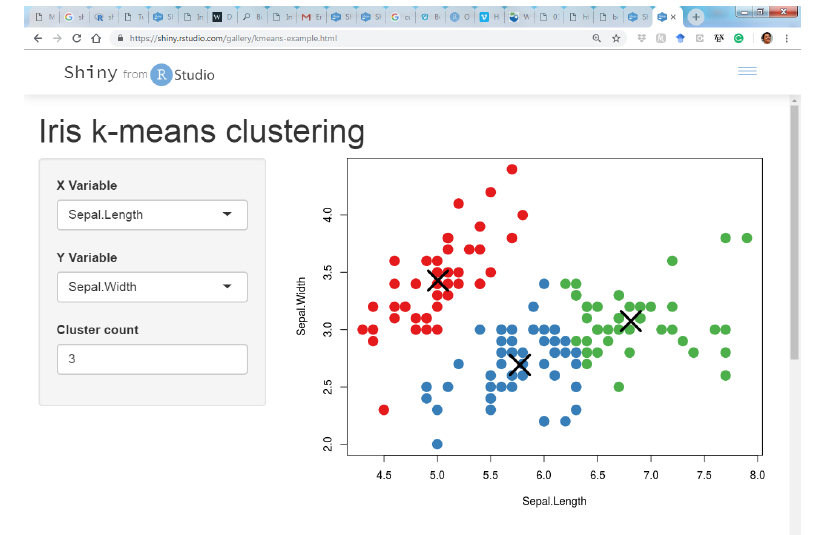 https://shiny.rstudio.com/gallery/kmeans-example.html
Shiny from R Studio
Iris k-means clustering
X Variable
Sepal.Length
Y Variable
Sepal.Width
Cluster count
3
Sepal.Width
4.0
3.5
3.0
2.5
2.0
4.5 5.0 5.5 6.0 6.5 7.0 7.5 8.0
Sepal.Length